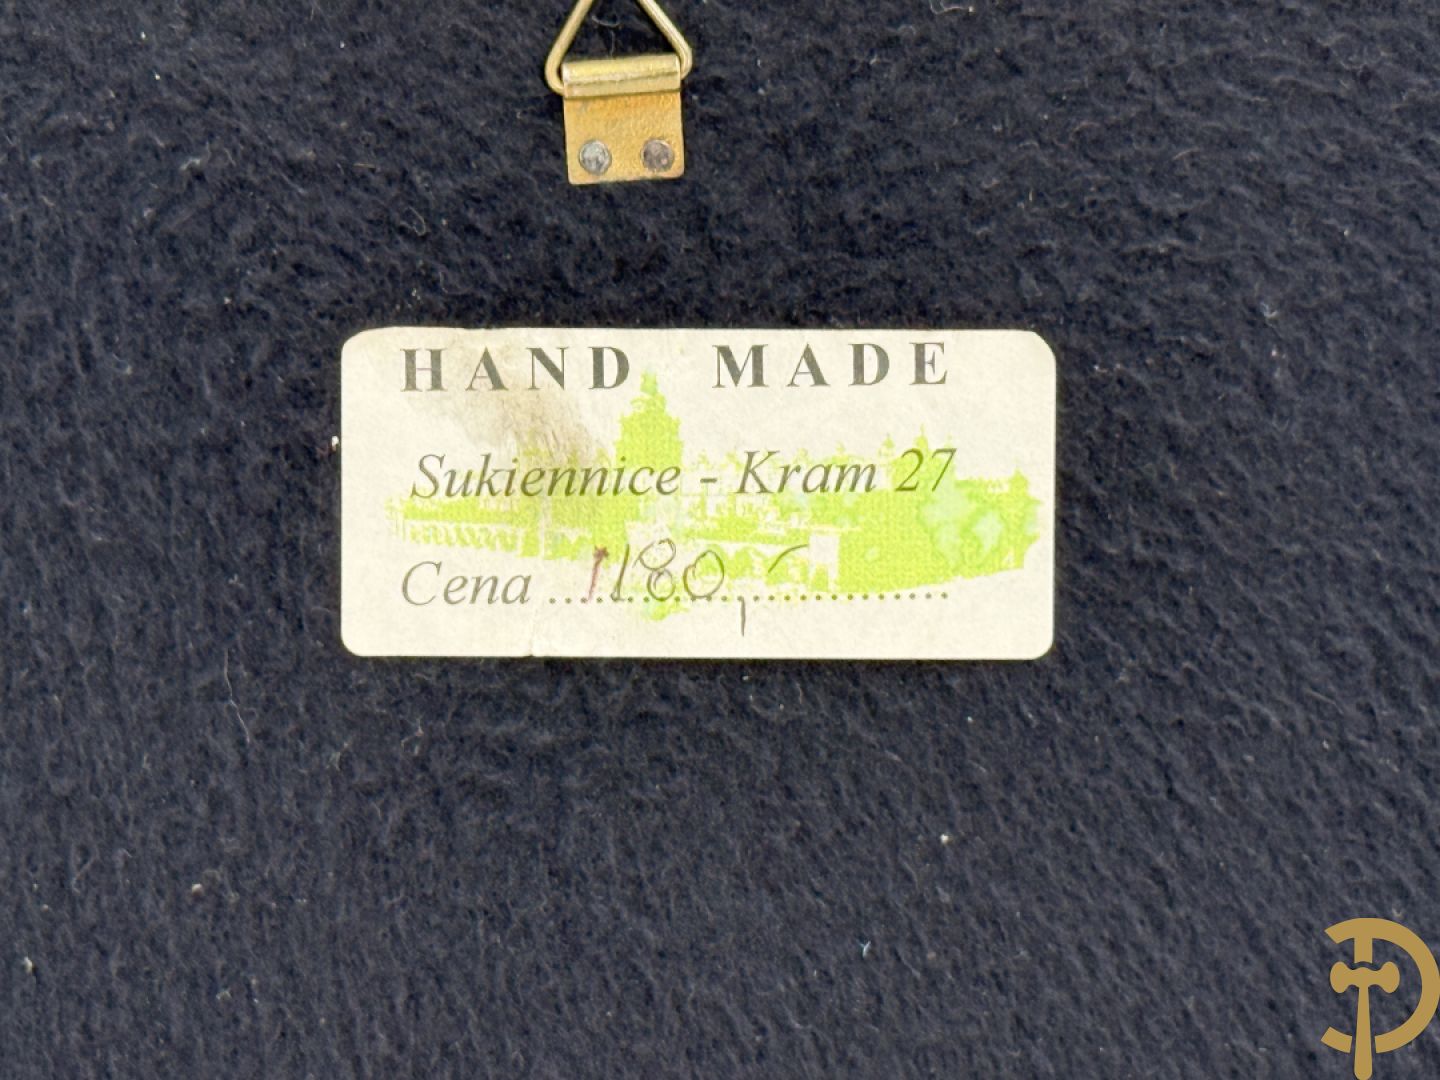 HAND MADE
Sukiennice - Kram 27
Cena ...1180,-...